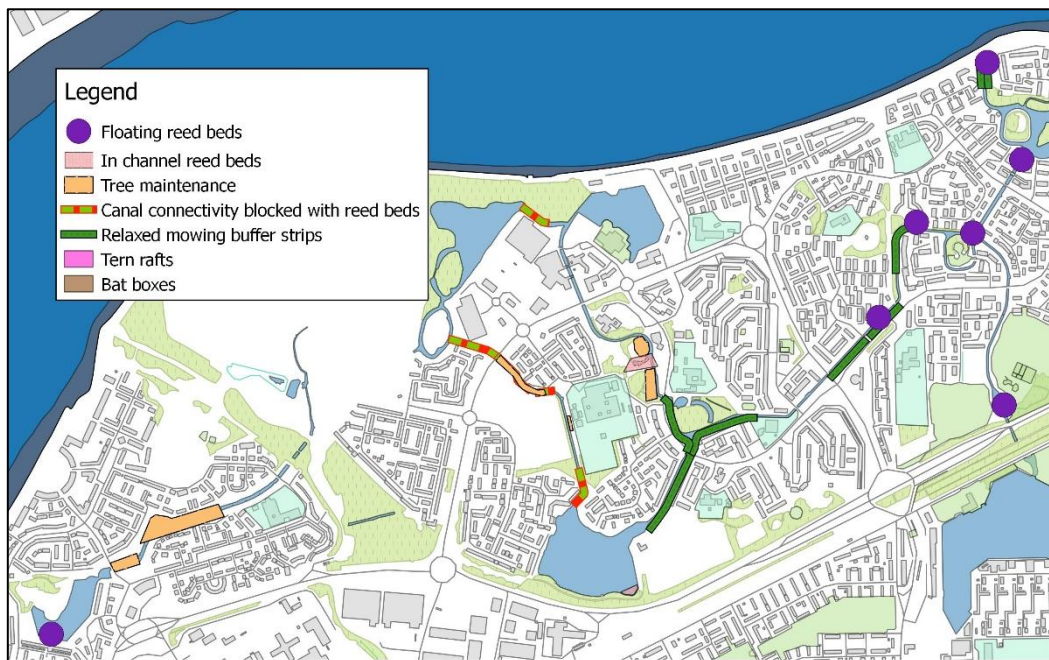 Legend
Floating reed beds
In channel reed beds
Tree maintenance
Canal connectivity blocked with reed beds
Relaxed mowing buffer strips
Tern rafts
Bat boxes